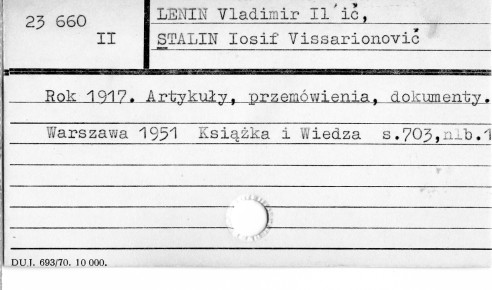 23 660
II
LENIN Vladimir Il'ič,
STALIN Iosif Vissarionovič
Rok 1917. Artykuły, przemówienia, dokumenty.
Warszawa 1951 Książka i Wiedza s.703,nlb.1
DUJ. 693/70. 10 000.